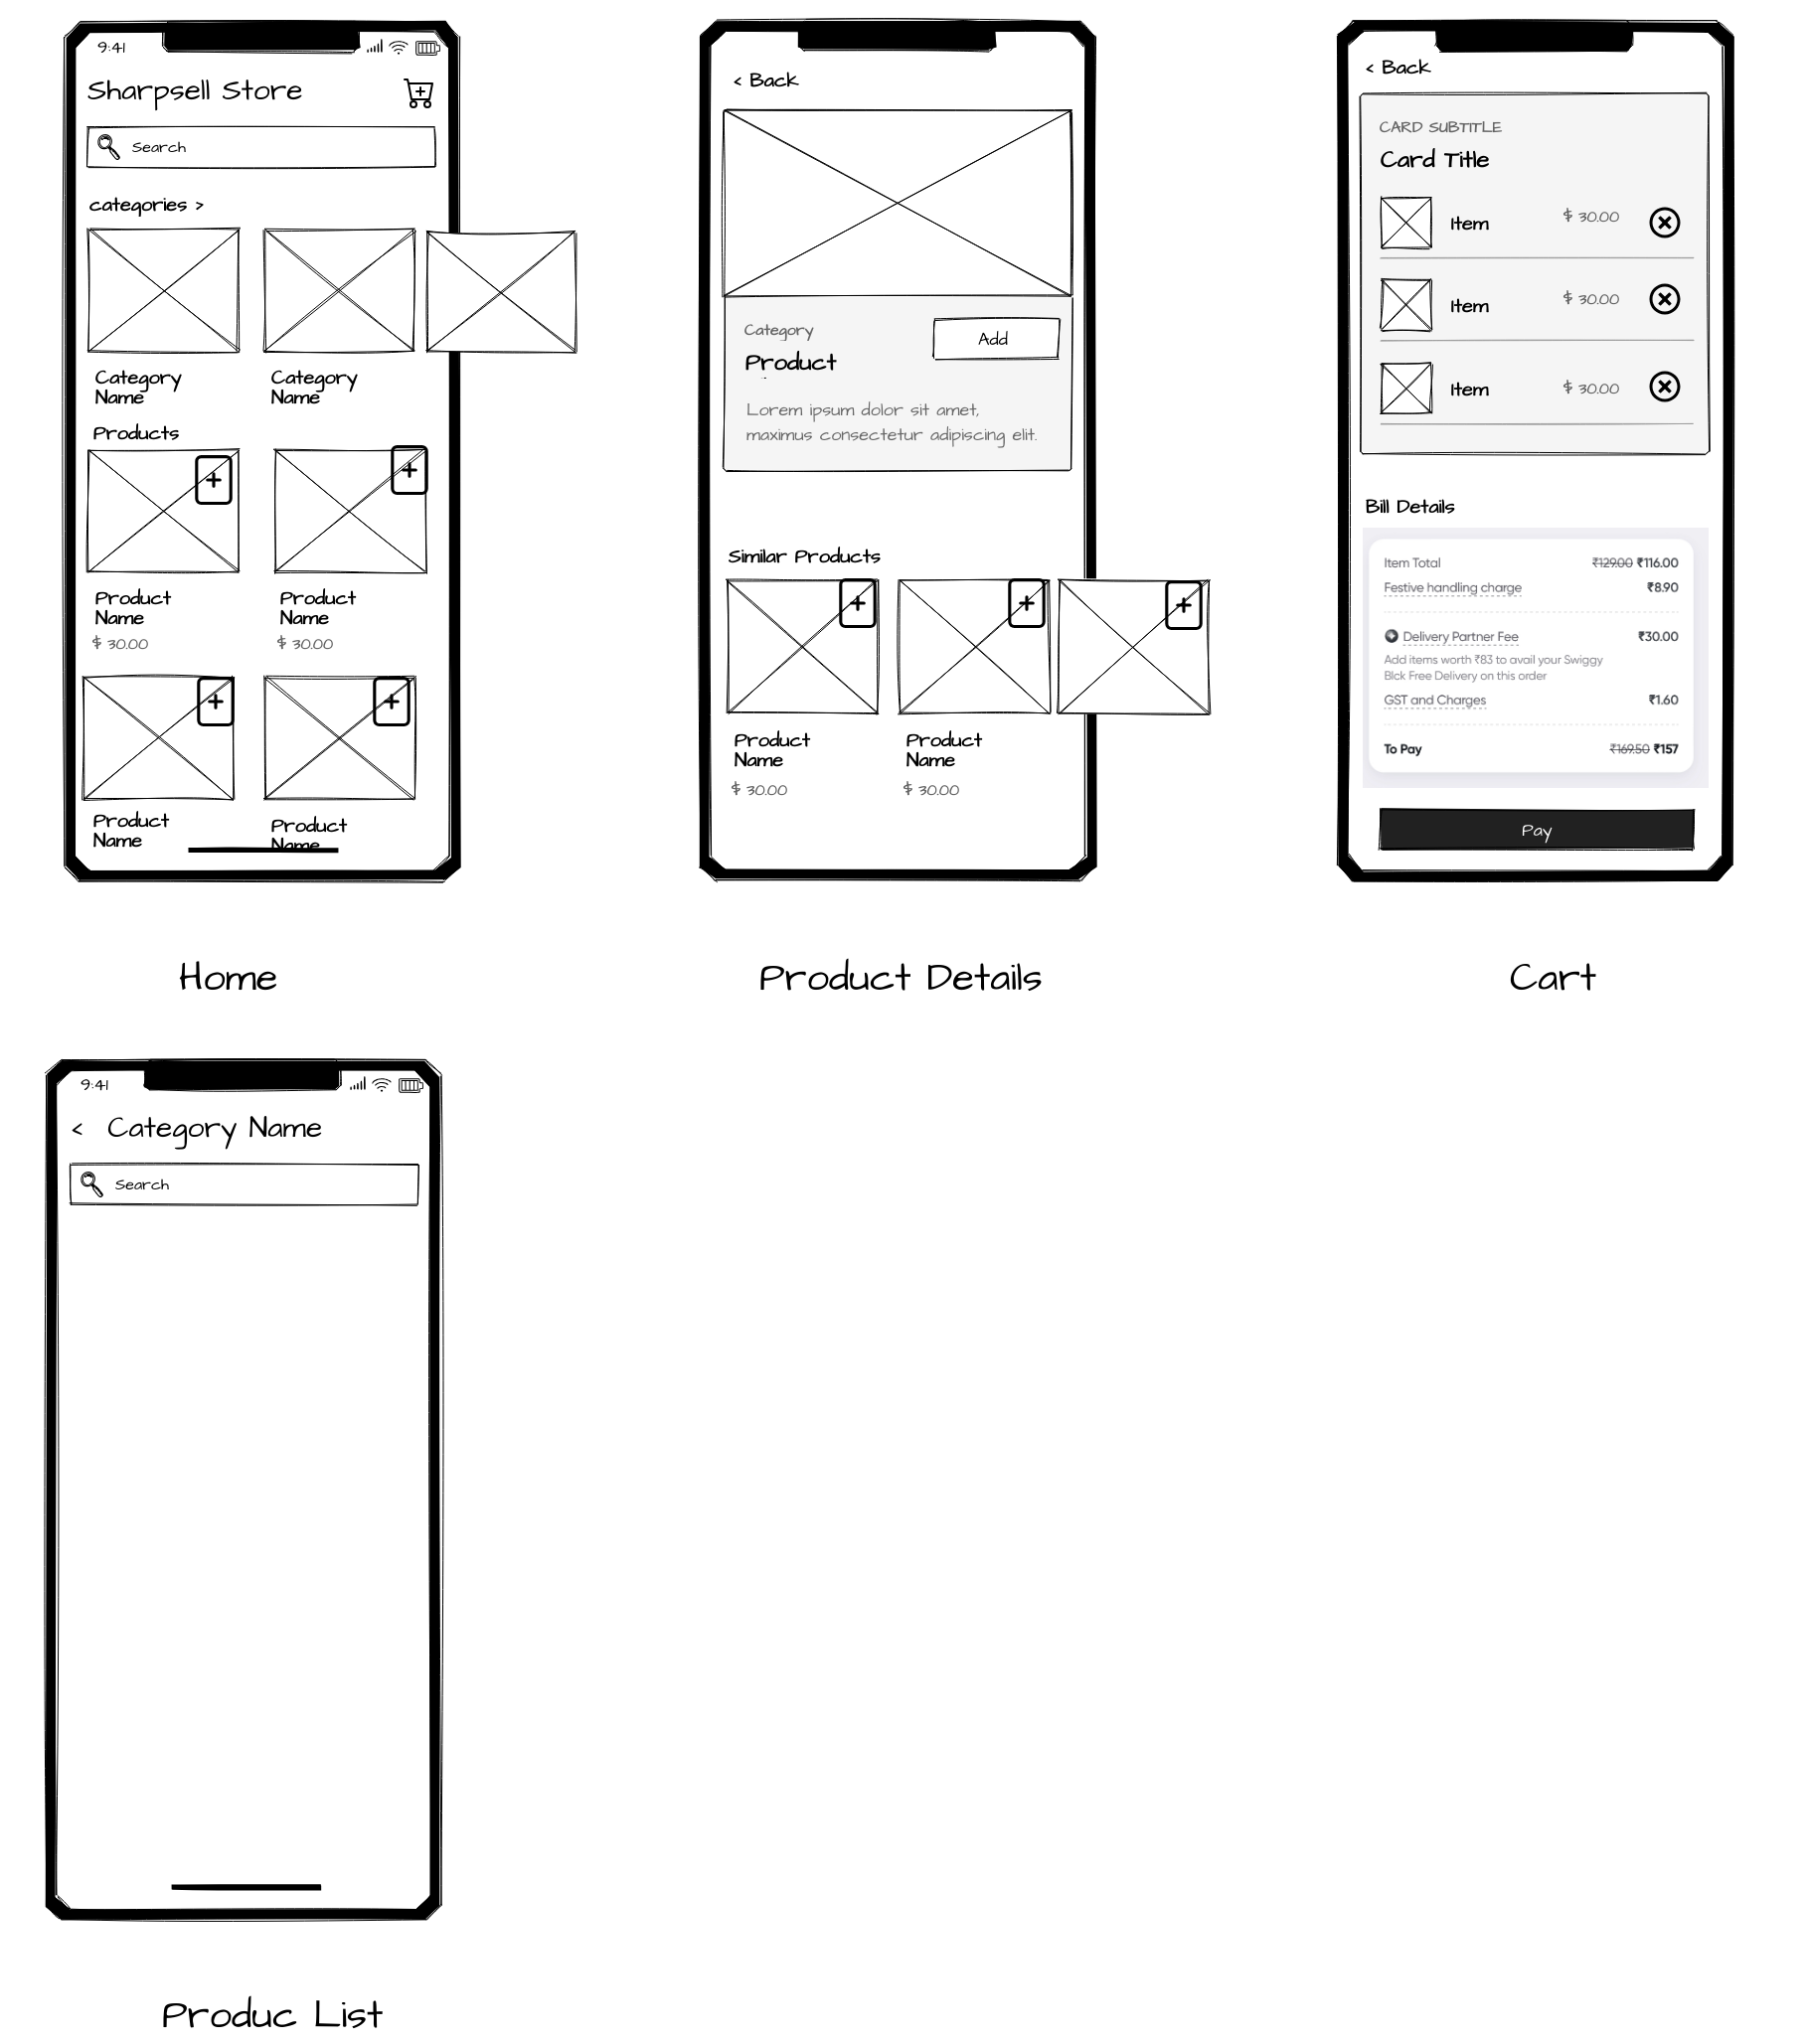 9:41
Sharpsell Store
Search
categories >
Category
Name
Category
Name
Products
Product
Name
$ 30.00
Product
Name
$ 30.00
Product
Name
Product
Name
Home
< Back
Category
Add
Product
Lorem ipsum dolor sit amet,
maximus consectetur adipiscing elit.
Similar Products
Product
Name
$ 30.00
Product
Name
$ 30.00
Product Details
< Back
CARD SUBTITLE
Card Title
Item $ 30.00
Item $ 30.00
Item $ 30.00
Bill Details
Item Total ₹129.00 ₹116.00
Festive handling charge ₹8.90
Delivery Partner Fee ₹30.00
Add items worth ₹83 to avail your Swiggy
Blck Free Delivery on this order
GST and Charges ₹1.60
To Pay ₹169.50 ₹157
Pay
Cart
9:41
< Category Name
Search
Produc List